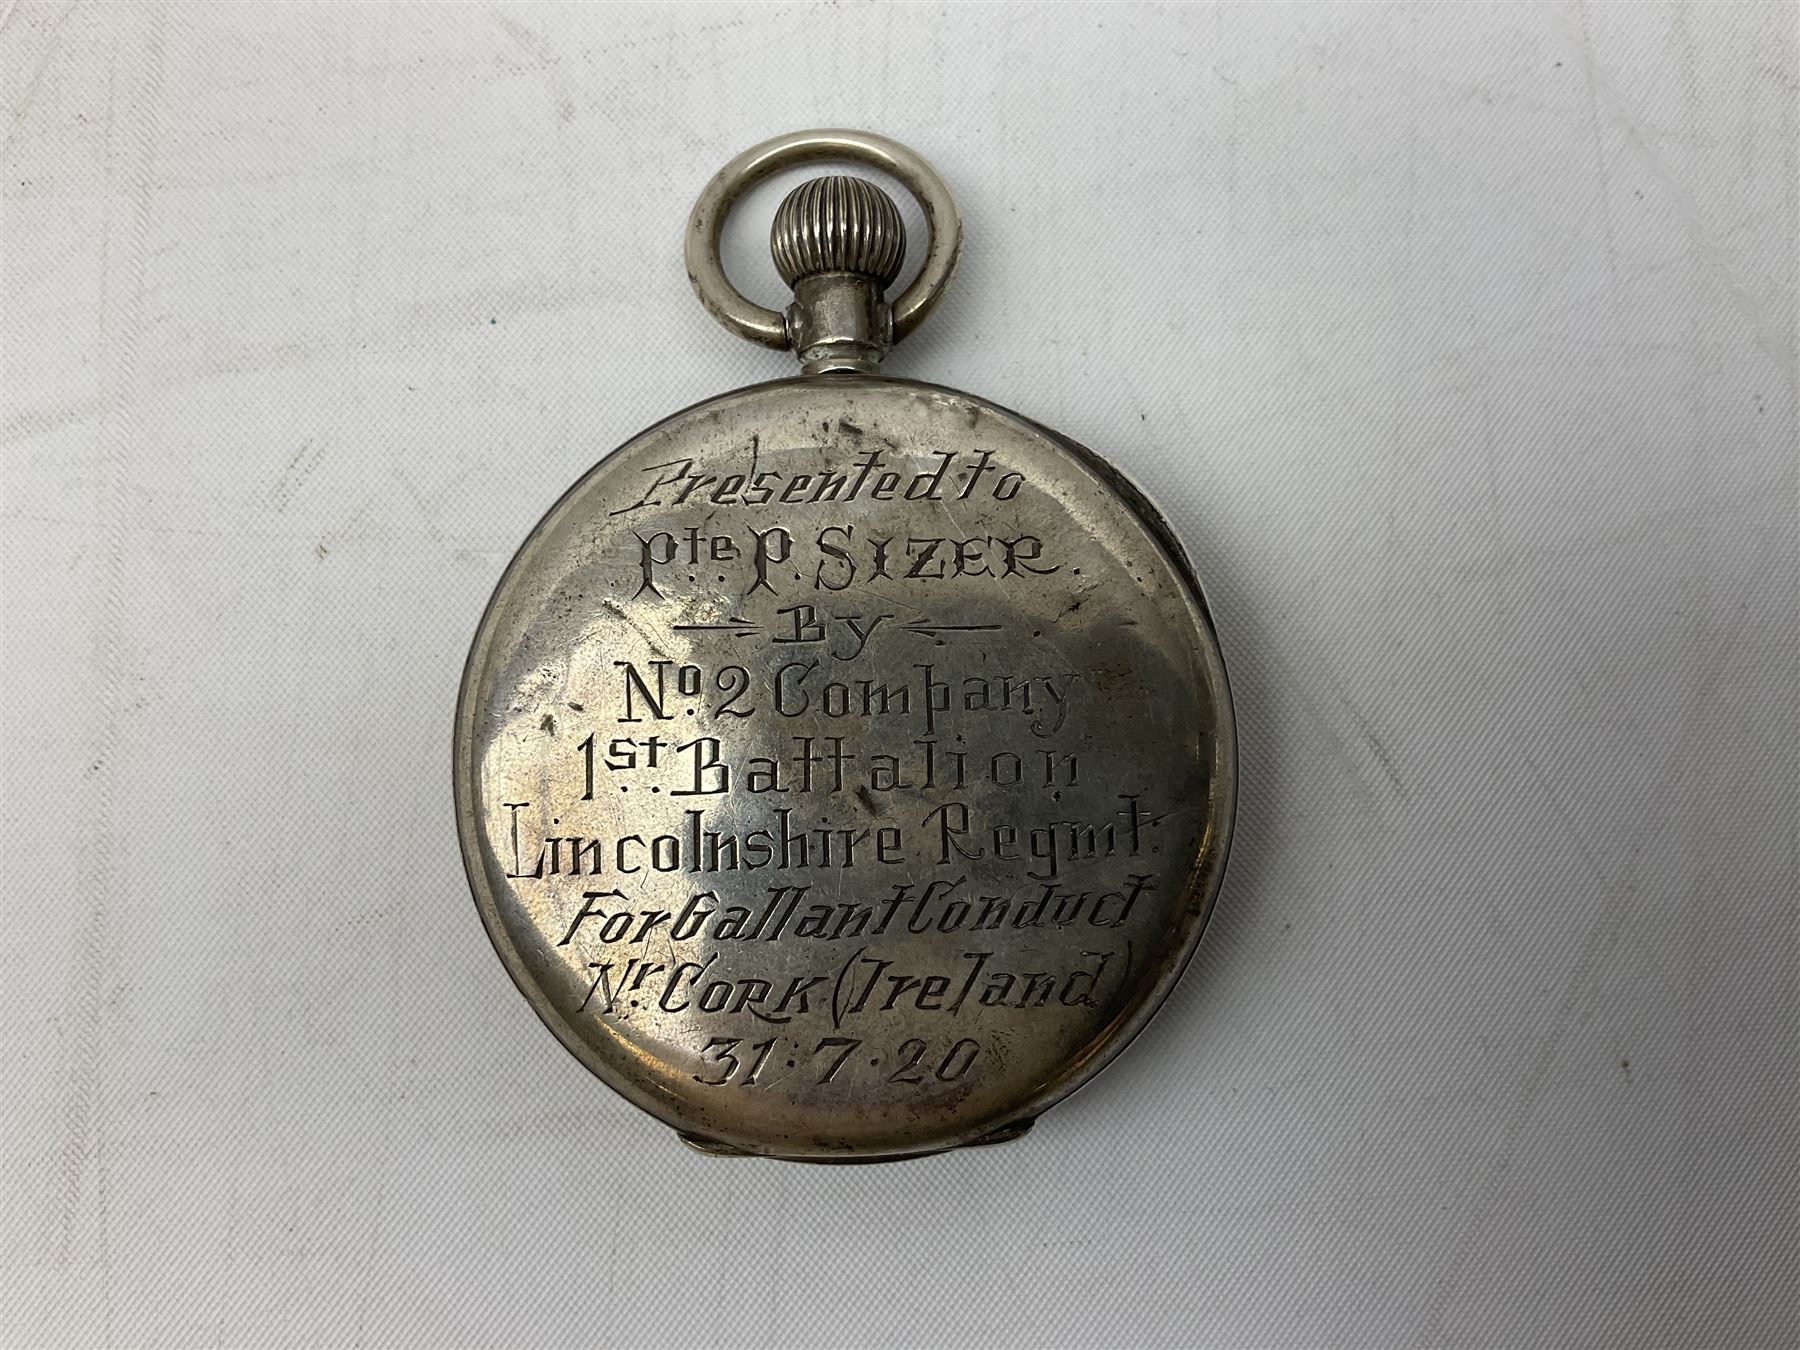 Presented to
Pte P. SIZER.
By
No. 2 Company
1st Battalion
Lincolnshire Regmt.
For Gallant Conduct
Nr. CORK (Ireland)
31·7·20